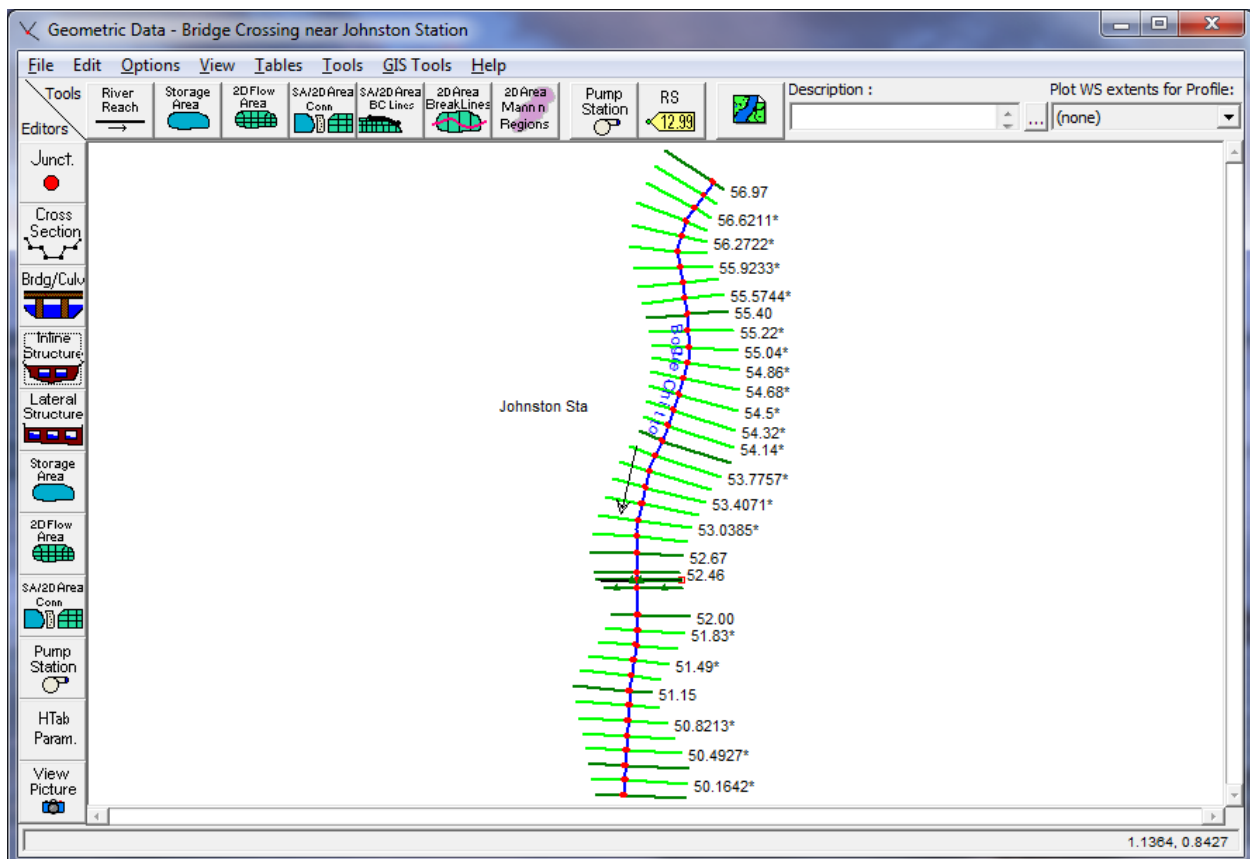 Geometric Data - Bridge Crossing near Johnston Station
File Edit Options View Tables Tools GIS Tools Help
Tools
Editors
River
Reach
Storage
Area
2D Flow
Area
SA/2D Area
Conn
SA/2D Area
BC Lines
2D Area
BreakLines
2D Area
Mann n
Regions
Pump
Station
RS
12.99
Description :
...
Plot WS extents for Profile:
(none)
Junct.
Cross
Section
Brdg/Culv
Inline
Structure
Lateral
Structure
Storage
Area
2D Flow
Area
SA/2D Area
Conn
Pump
Station
HTab
Param.
View
Picture
56.97
56.6211*
56.2722*
55.9233*
55.5744*
55.40
55.22*
55.04*
54.86*
54.68*
54.5*
54.32*
54.14*
53.7757*
53.4071*
53.0385*
52.67
52.46
52.00
51.83*
51.49*
51.15
50.8213*
50.4927*
50.1642*
Johnston Sta
1.1364, 0.8427